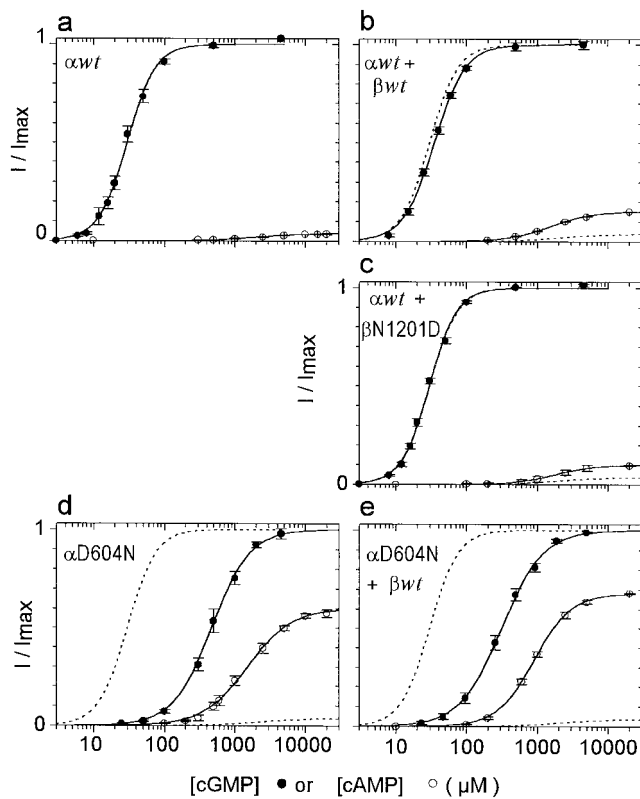 a
αwt
1
I / Imax
0
b
αwt +
βwt
c
αwt +
βN1201D
1
I / Imax
0
d
αD604N
1
I / Imax
0
10 100 1000 10000
e
αD604N
+ βwt
10 100 1000 10000
[cGMP] ● or [cAMP] ○ ( μM )